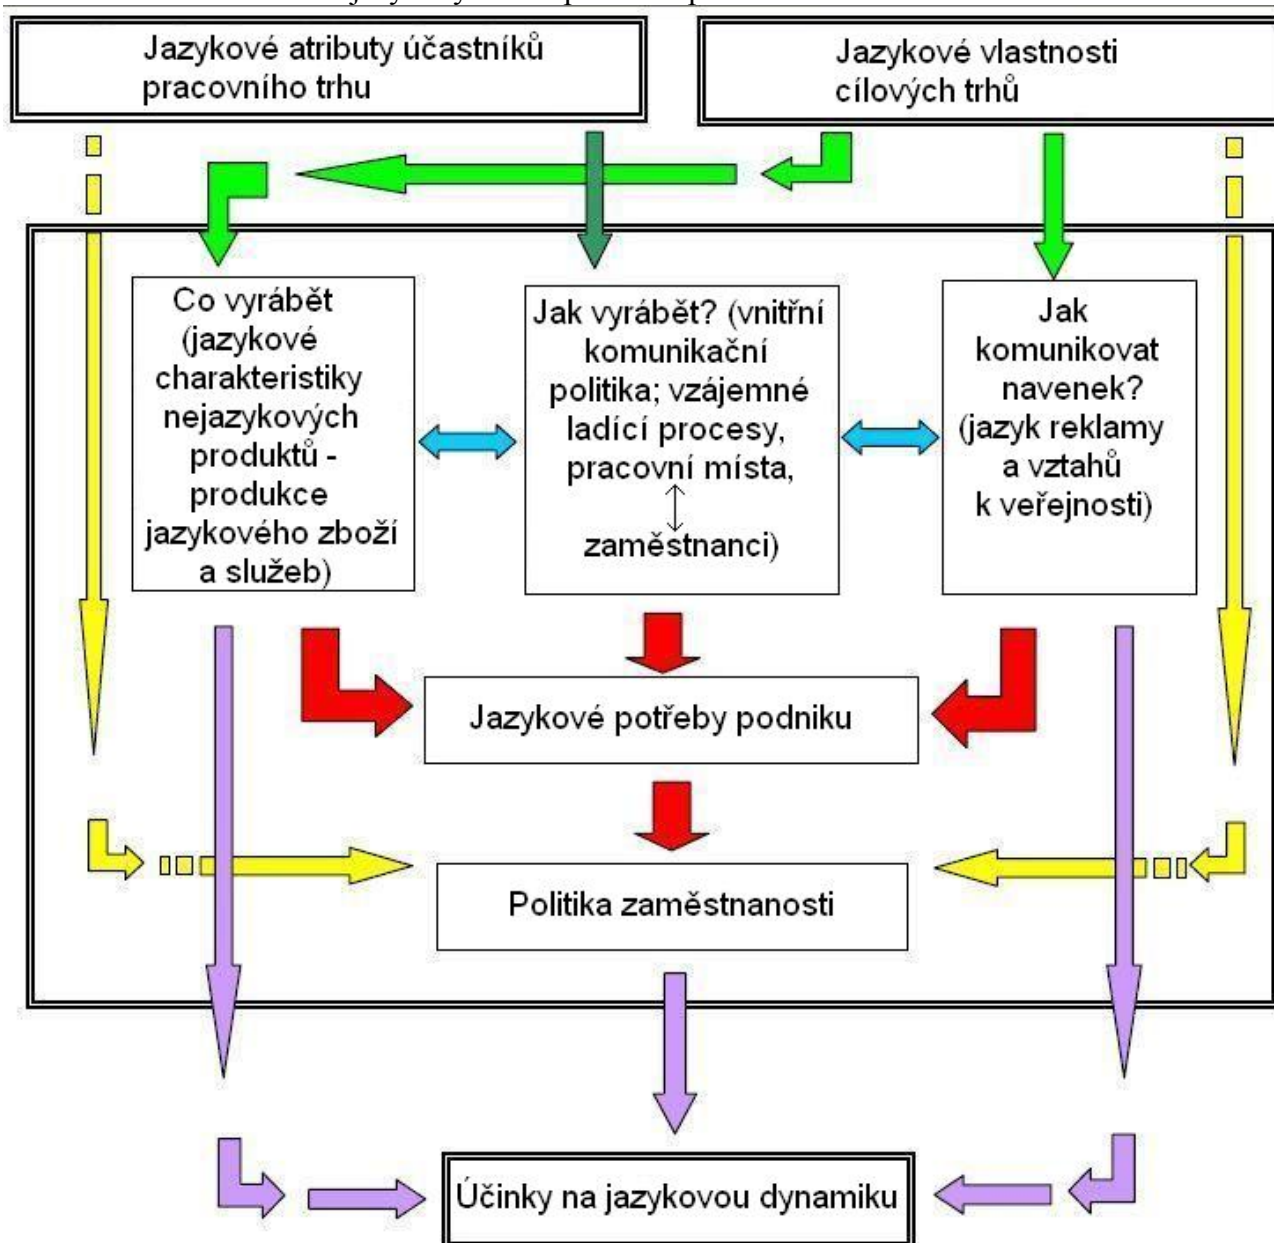 Jazykové atributy účastníků
pracovního trhu
Jazykové vlastnosti
cílových trhů
Co vyrábět
(jazykové
charakteristiky
nejazykových
produktů -
produkce
jazykového zboží
a služeb)
Jak vyrábět? (vnitřní
komunikační
politika; vzájemné
ladící procesy,
pracovní místa,
zaměstnanci)
Jak
komunikovat
navenek?
(jazyk reklamy
a vztahů
k veřejnosti)
Jazykové potřeby podniku
Politika zaměstnanosti
Účinky na jazykovou dynamiku